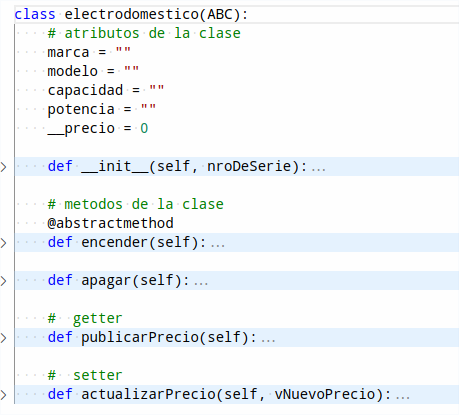 class electrodomestico(ABC):
    # atributos de la clase
    marca = ""
    modelo = ""
    capacidad = ""
    potencia = ""
    __precio = 0
    def __init__(self, nroDeSerie):...
    # metodos de la clase
    @abstractmethod
    def encender(self):...
    def apagar(self):...
    #  getter
    def publicarPrecio(self):...
    #  setter
    def actualizarPrecio(self, vNuevoPrecio):...